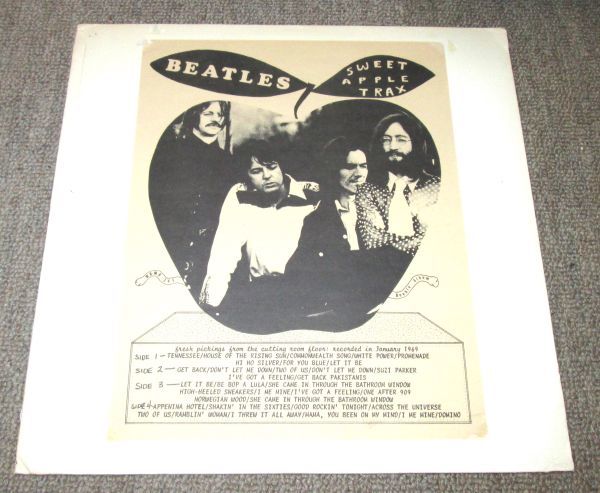 BEATLES
SWEET
APPLE
TRAX
fresh pickings from the cutting room floor: recorded in January 1969
SIDE 1 — TENNESSEE/HOUSE OF THE RISING SUN/COMMONWEALTH SONG/WHITE POWER/PROMENADE
HI HO SILVER/FOR YOU BLUE/LET IT BE
SIDE 2 — GET BACK/DON'T LET ME DOWN/TWO OF US/DON'T LET ME DOWN/SUZI PARKER
I'VE GOT A FEELING/GET BACK PAKISTANIS
SIDE 3 — LET IT BE/BE BOP A LULA/SHE CAME IN THROUGH THE BATHROOM WINDOW
HIGH-HEELED SNEAKERS/I ME MINE/I'VE GOT A FEELING/ONE AFTER 909
NORWEGIAN WOOD/SHE CAME IN THROUGH THE BATHROOM WINDOW
SIDE 4-APPENINA HOTEL/SHAKIN' IN THE SIXTIES/GOOD ROCKIN' TONIGHT/ACROSS THE UNIVERSE
TWO OF US/RAMBLIN' WOMAN/I THREW IT ALL AWAY/MAMA, YOU BEEN ON MY MIND/I ME MINE/DOMINO